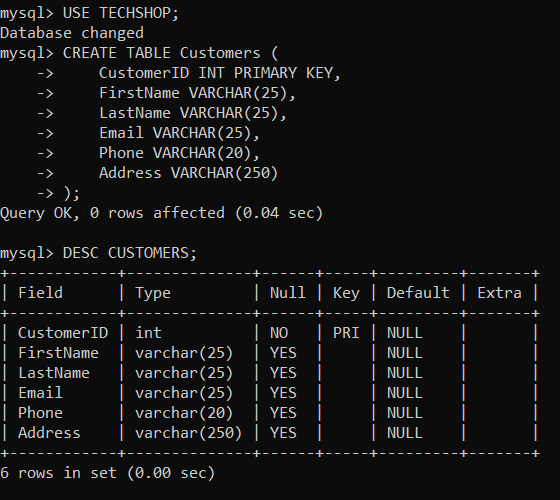 mysql> USE TECHSHOP;
Database changed
mysql> CREATE TABLE Customers (
    ->     CustomerID INT PRIMARY KEY,
    ->     FirstName VARCHAR(25),
    ->     LastName VARCHAR(25),
    ->     Email VARCHAR(25),
    ->     Phone VARCHAR(20),
    ->     Address VARCHAR(250)
    -> );
Query OK, 0 rows affected (0.04 sec)

mysql> DESC CUSTOMERS;
+------------+--------------+------+-----+---------+-------+
| Field      | Type         | Null | Key | Default | Extra |
+------------+--------------+------+-----+---------+-------+
| CustomerID | int          | NO   | PRI | NULL    |       |
| FirstName  | varchar(25)  | YES  |     | NULL    |       |
| LastName   | varchar(25)  | YES  |     | NULL    |       |
| Email      | varchar(25)  | YES  |     | NULL    |       |
| Phone      | varchar(20)  | YES  |     | NULL    |       |
| Address    | varchar(250) | YES  |     | NULL    |       |
+------------+--------------+------+-----+---------+-------+
6 rows in set (0.00 sec)